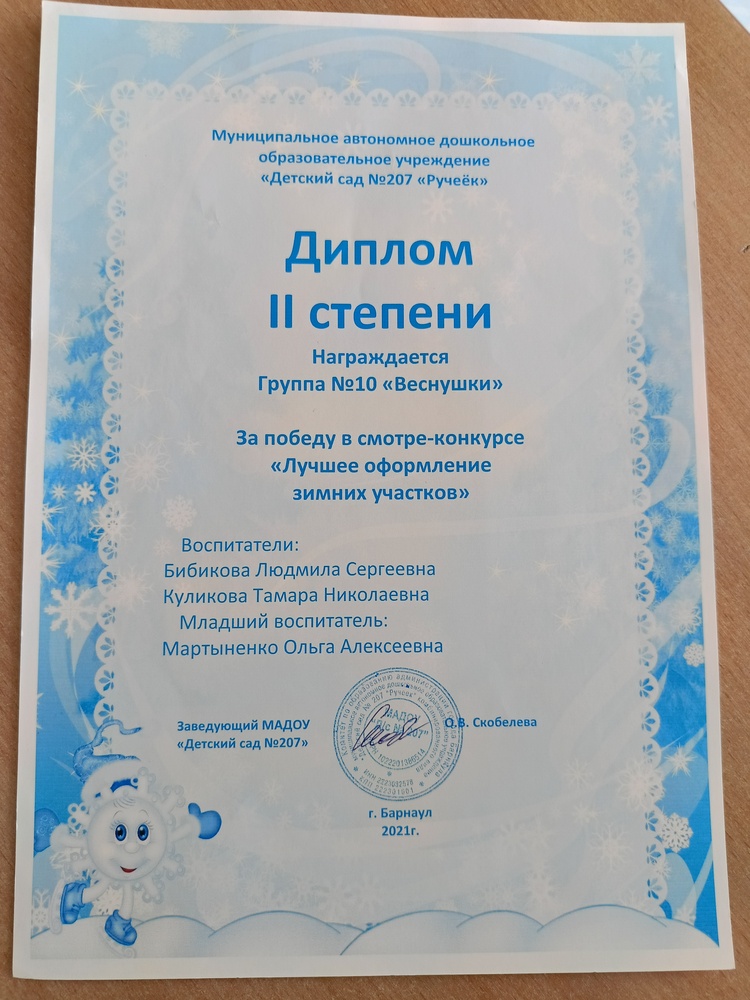 Муниципальное автономное дошкольное
образовательное учреждение
«Детский сад №207 «Ручеёк»
Диплом
II степени
Награждается
Группа №10 «Веснушки»
За победу в смотре-конкурсе
«Лучшее оформление
зимних участков»
Воспитатели:
Бибикова Людмила Сергеевна
Куликова Тамара Николаевна
Младший воспитатель:
Мартыненко Ольга Алексеевна
Заведующий МАДОУ
«Детский сад №207»
О.В. Скобелева
МАДОУ
г. Барнаул
2021г.